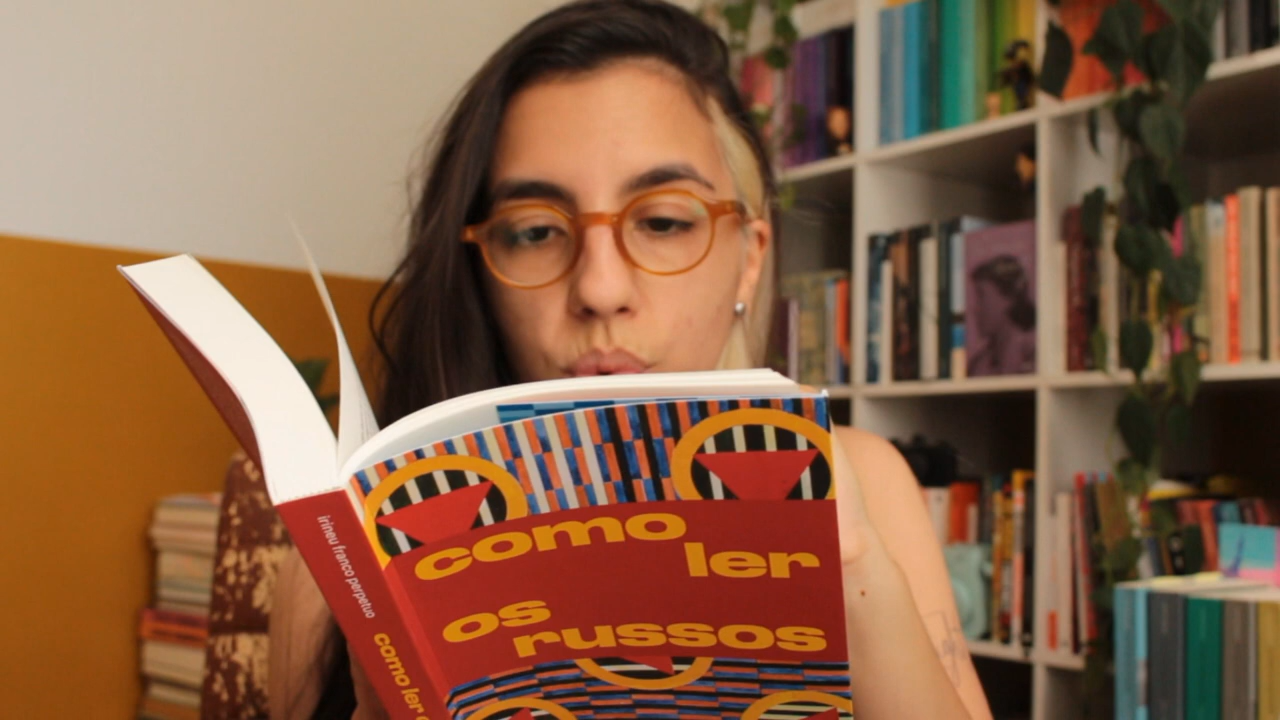 como
ler
os
russos
irineu franco perpetuo
como ler